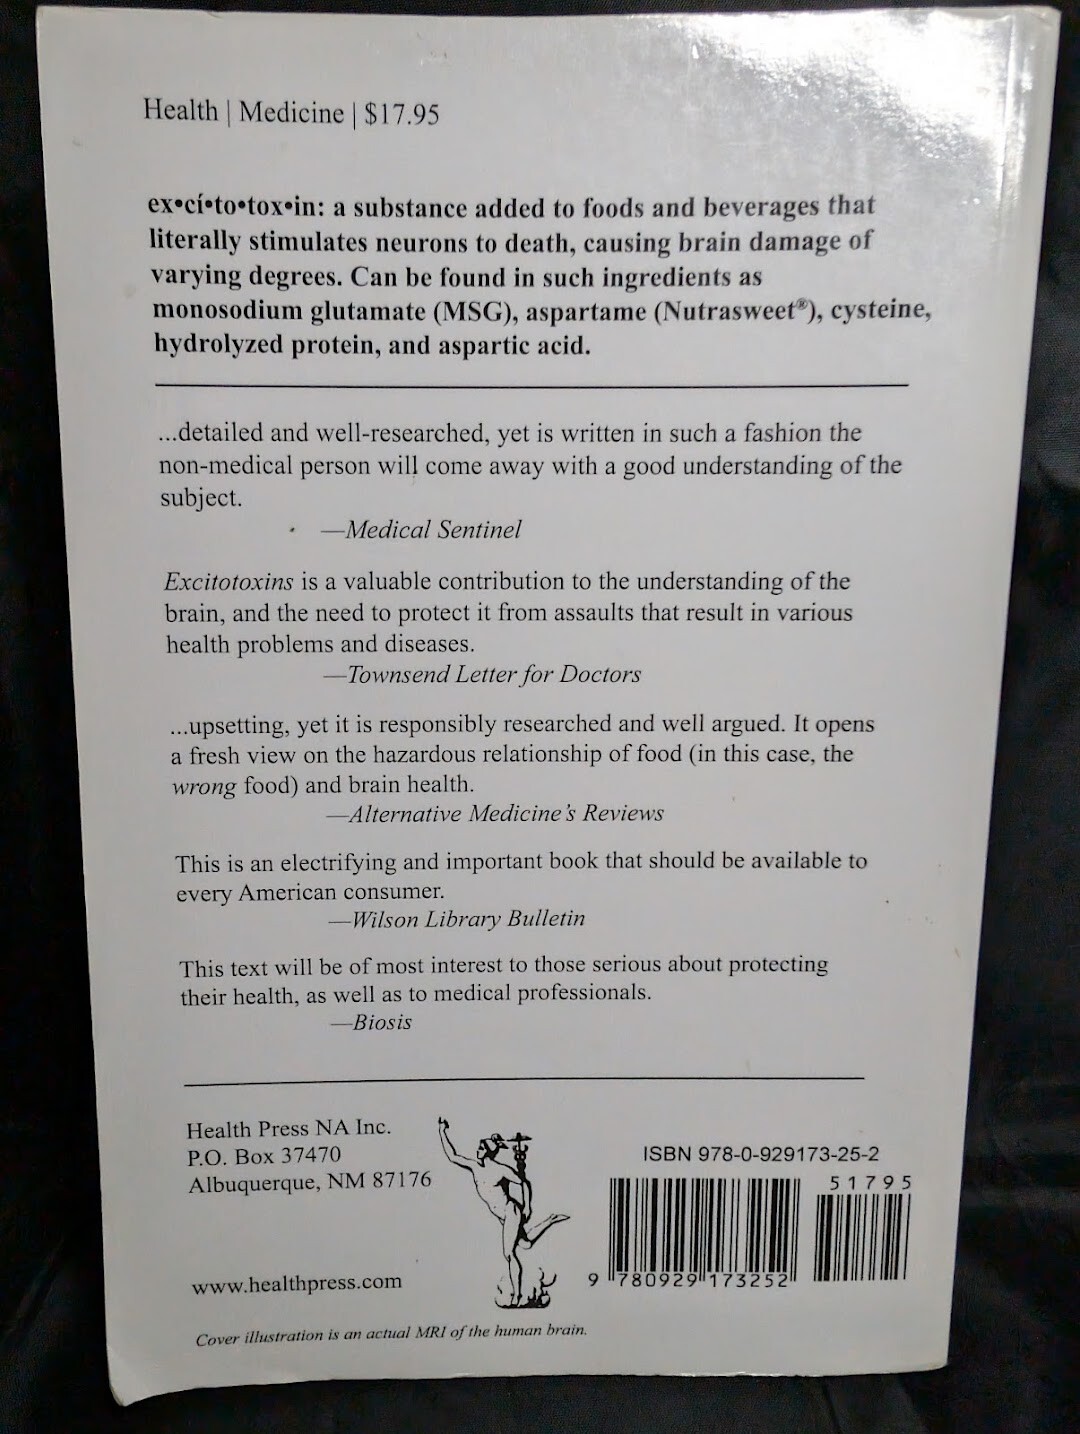 Health | Medicine | $17.95
ex•cí•to•tox•in: a substance added to foods and beverages that
literally stimulates neurons to death, causing brain damage of
varying degrees. Can be found in such ingredients as
monosodium glutamate (MSG), aspartame (Nutrasweet®), cysteine,
hydrolyzed protein, and aspartic acid.
...detailed and well-researched, yet is written in such a fashion the
non-medical person will come away with a good understanding of the
subject.
—Medical Sentinel
Excitotoxins is a valuable contribution to the understanding of the
brain, and the need to protect it from assaults that result in various
health problems and diseases.
—Townsend Letter for Doctors
...upsetting, yet it is responsibly researched and well argued. It opens
a fresh view on the hazardous relationship of food (in this case, the
wrong food) and brain health.
—Alternative Medicine's Reviews
This is an electrifying and important book that should be available to
every American consumer.
—Wilson Library Bulletin
This text will be of most interest to those serious about protecting
their health, as well as to medical professionals.
—Biosis
Health Press NA Inc.
P.O. Box 37470
Albuquerque, NM 87176
www.healthpress.com
ISBN 978-0-929173-25-2
51795
9 780929 173252
Cover illustration is an actual MRI of the human brain.